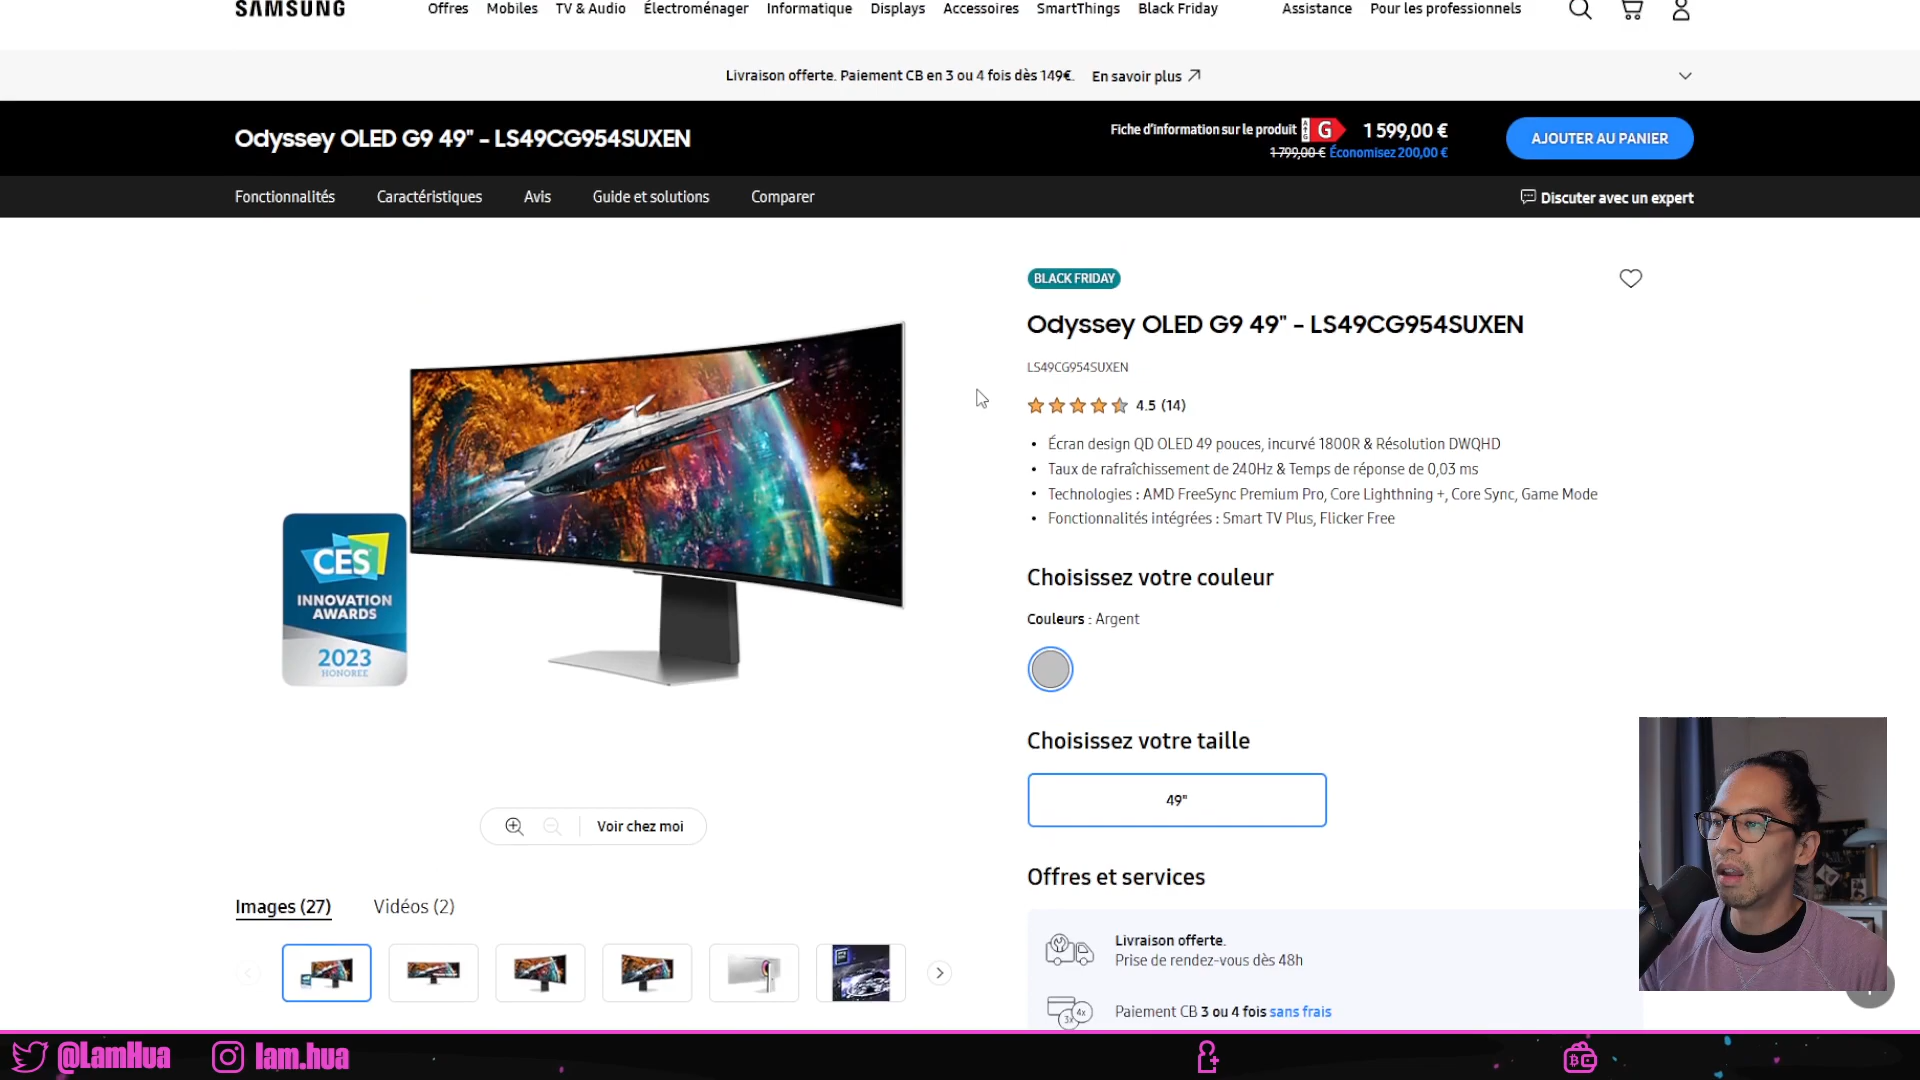 SAMSUNG
Offres Mobiles TV & Audio Électroménager Informatique Displays Accessoires SmartThings Black Friday Assistance Pour les professionnels
Livraison offerte. Paiement CB en 3 ou 4 fois dès 149€. En savoir plus
Odyssey OLED G9 49" - LS49CG954SUXEN
Fiche d'information sur le produit G 1 599,00 €
1 799,00 € Économisez 200,00 €
AJOUTER AU PANIER
Fonctionnalités Caractéristiques Avis Guide et solutions Comparer
Discuter avec un expert
BLACK FRIDAY
Odyssey OLED G9 49" - LS49CG954SUXEN
LS49CG954SUXEN
4.5 (14)
• Écran design QD OLED 49 pouces, incurvé 1800R & Résolution DWQHD
• Taux de rafraîchissement de 240Hz & Temps de réponse de 0,03 ms
• Technologies : AMD FreeSync Premium Pro, Core Lighthning +, Core Sync, Game Mode
• Fonctionnalités intégrées : Smart TV Plus, Flicker Free
CES
INNOVATION
AWARDS
2023
HONOREE
Choisissez votre couleur
Couleurs : Argent
Choisissez votre taille
49"
Voir chez moi
Offres et services
Images (27) Vidéos (2)
Livraison offerte.
Prise de rendez-vous dès 48h
3x 4x
Paiement CB 3 ou 4 fois sans frais
@LamHua lam.hua